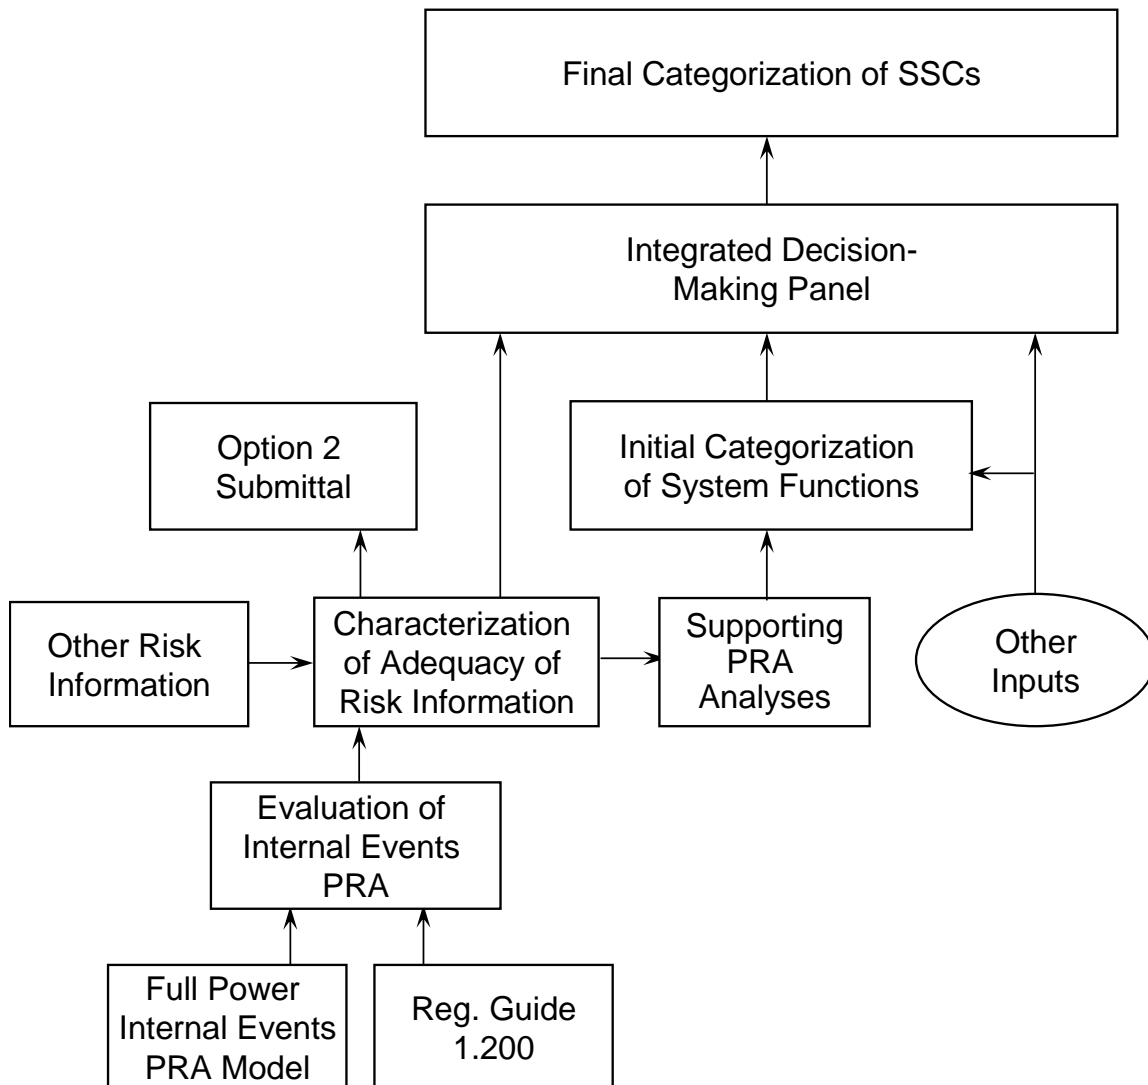 Final Categorization of SSCs
Integrated Decision-
Making Panel
Option 2
Submittal
Initial Categorization
of System Functions
Other Risk
Information
Characterization
of Adequacy of
Risk Information
Supporting
PRA
Analyses
Other
Inputs
Evaluation of
Internal Events
PRA
Full Power
Internal Events
PRA Model
Reg. Guide
1.200